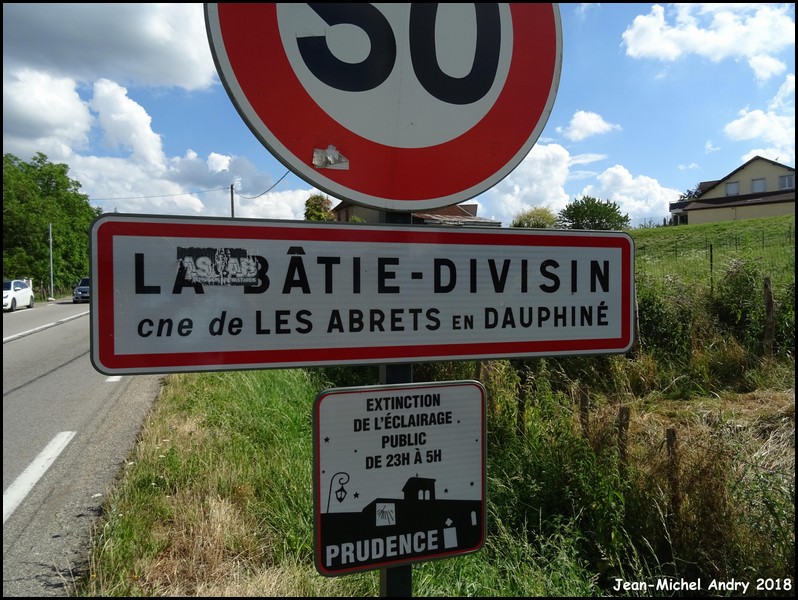 50
LA BÂTIE-DIVISIN
cne de LES ABRETS EN DAUPHINÉ
EXTINCTION
DE L'ÉCLAIRAGE
PUBLIC
DE 23H À 5H
PRUDENCE
Jean-Michel Andry 2018